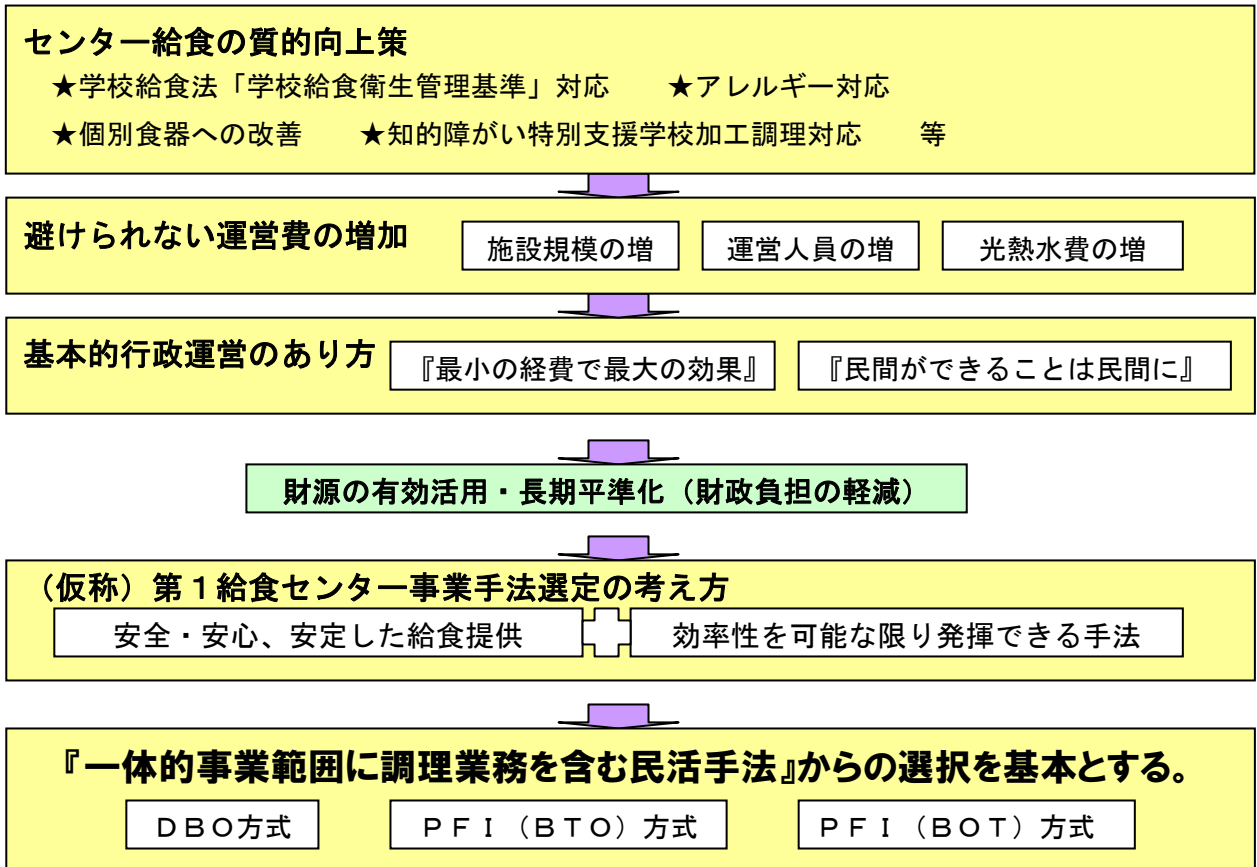 センター給食の質的向上策
★学校給食法「学校給食衛生管理基準」対応 ★アレルギー対応
★個別食器への改善 ★知的障がい特別支援学校加工調理対応 等
避けられない運営費の増加 施設規模の増 運営人員の増 光熱水費の増
基本的行政運営のあり方 『最小の経費で最大の効果』 『民間ができることは民間に』
財源の有効活用・長期平準化（財政負担の軽減）
（仮称）第１給食センター事業手法選定の考え方
安全・安心、安定した給食提供 効率性を可能な限り発揮できる手法
『一体的事業範囲に調理業務を含む民活手法』からの選択を基本とする。
ＤＢＯ方式 ＰＦＩ（ＢＴＯ）方式 ＰＦＩ（ＢＯＴ）方式